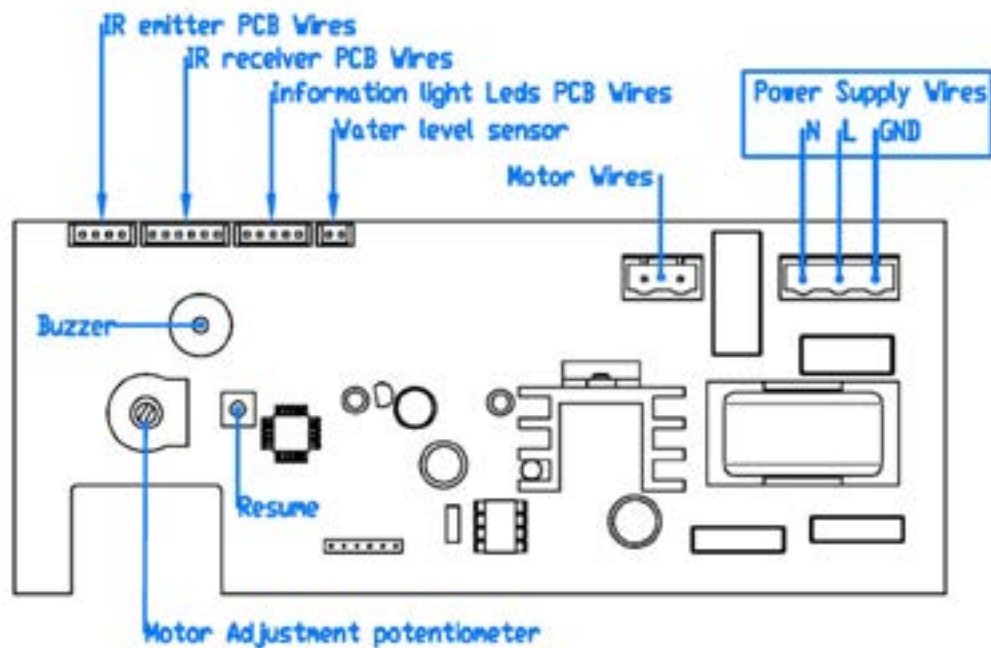 IR emitter PCB Wires
IR receiver PCB Wires
information light Leds PCB Wires
Water level sensor
Power Supply Wires
N L GND
Motor Wires
Buzzer
Resume
Motor Adjustment potentiometer